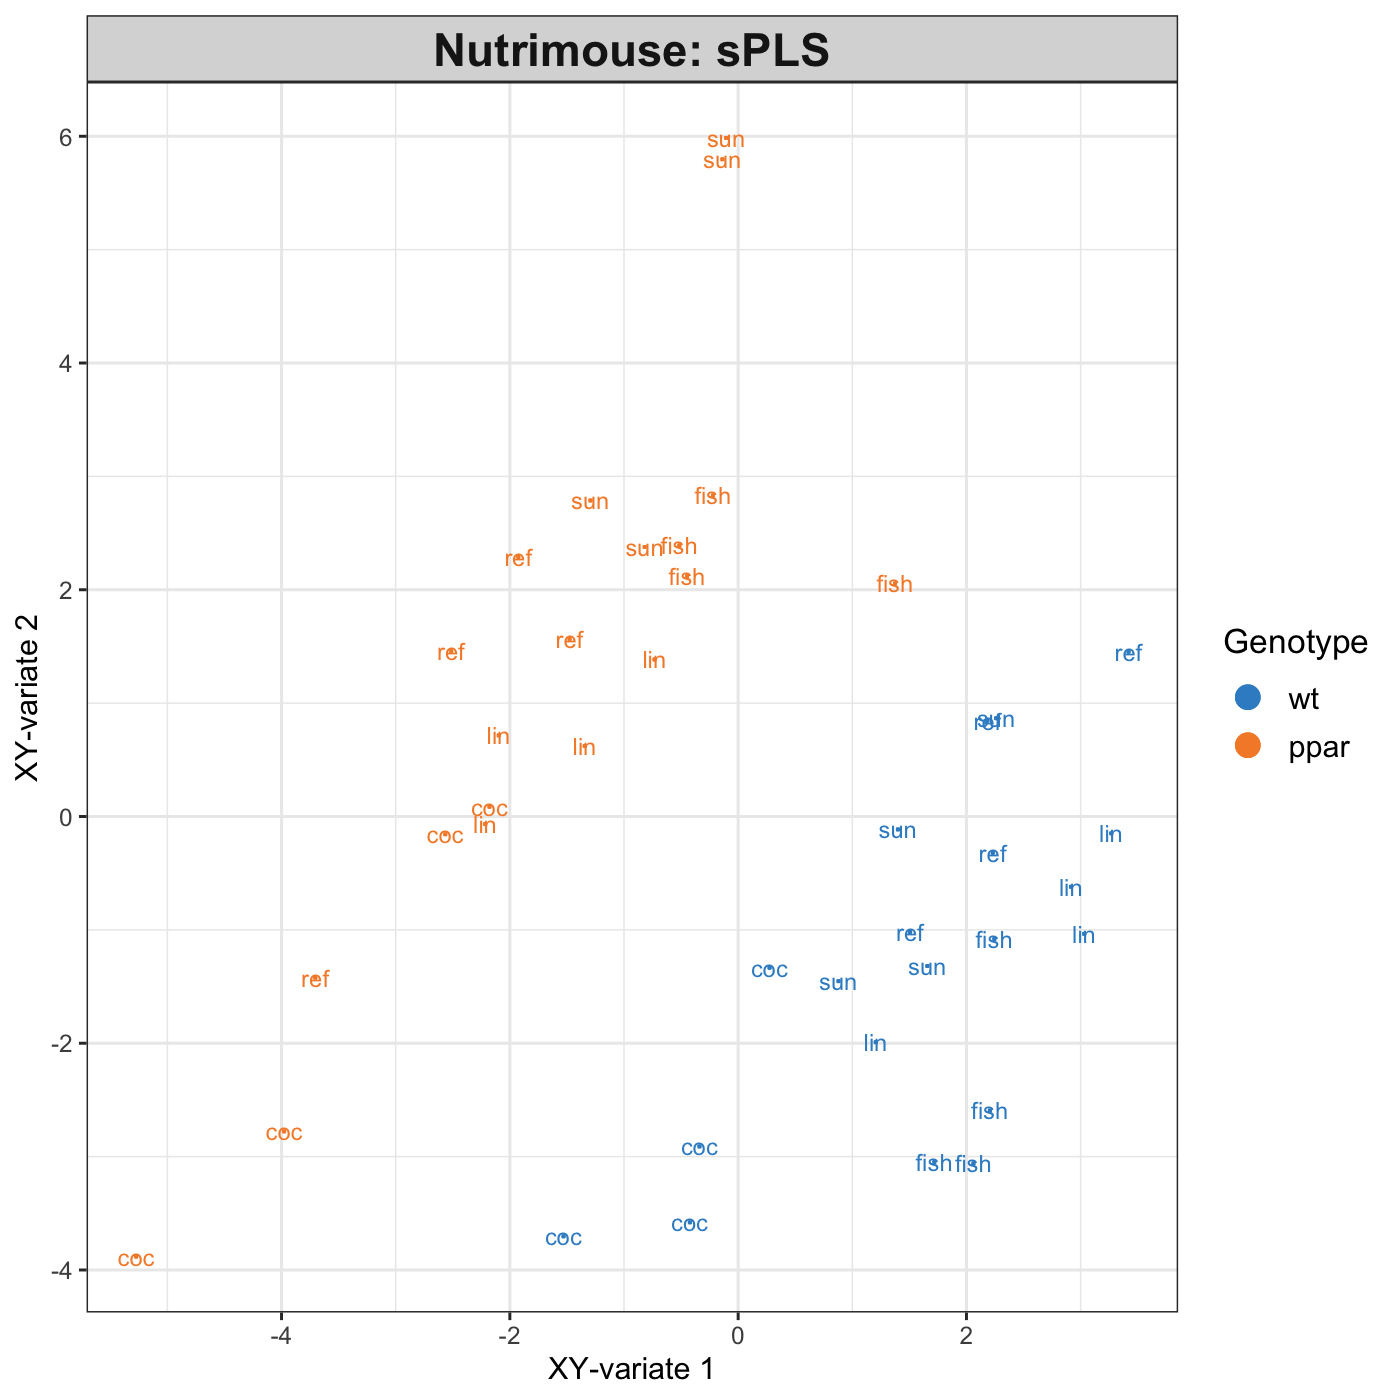 Nutrimouse: sPLS
6
sun
sun
4
sun
fish
ref
sun
fish
fish
2
fish
ref
ref
lin
ref
lin
lin
sun
ref
coc
0
lin
coc
sun
lin
ref
lin
ref
fish
lin
coc
sun
ref
sun
-2
lin
fish
coc
coc
fish
fish
coc
coc
coc
-4
-4
-2
0
2
XY-variate 1
XY-variate 2
Genotype
wt
ppar